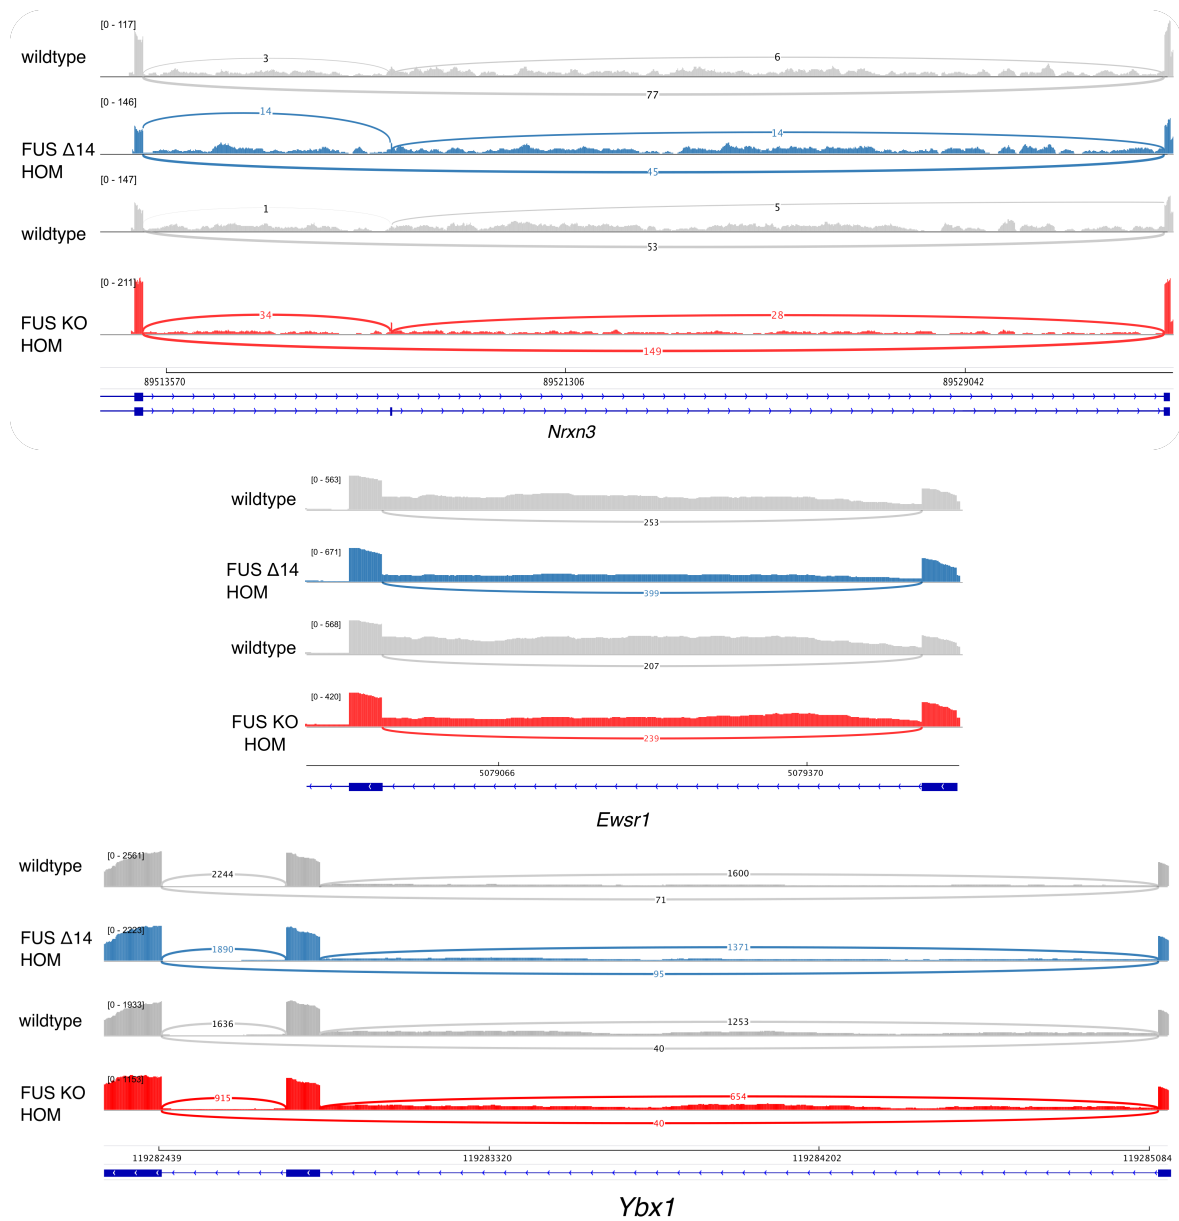 [0 - 117]
wildtype
3
6
77
[0 - 146]
14
14
FUS Δ14
HOM
45
[0 - 147]
1
5
wildtype
53
[0 - 211]
34
28
FUS KO
HOM
149
89513570 89521306 89529042
Nrxn3
[0 - 563]
wildtype
253
[0 - 671]
FUS Δ14
HOM
399
[0 - 568]
wildtype
207
[0 - 420]
FUS KO
HOM
239
5079066 5079370
Ewsr1
[0 - 2561]
wildtype
2244
1600
71
[0 - 2223]
FUS Δ14
HOM
1890
1371
95
[0 - 1933]
wildtype
1636
1253
40
[0 - 1153]
FUS KO
HOM
915
654
40
119282439 119283320 119284202 119285084
Ybx1